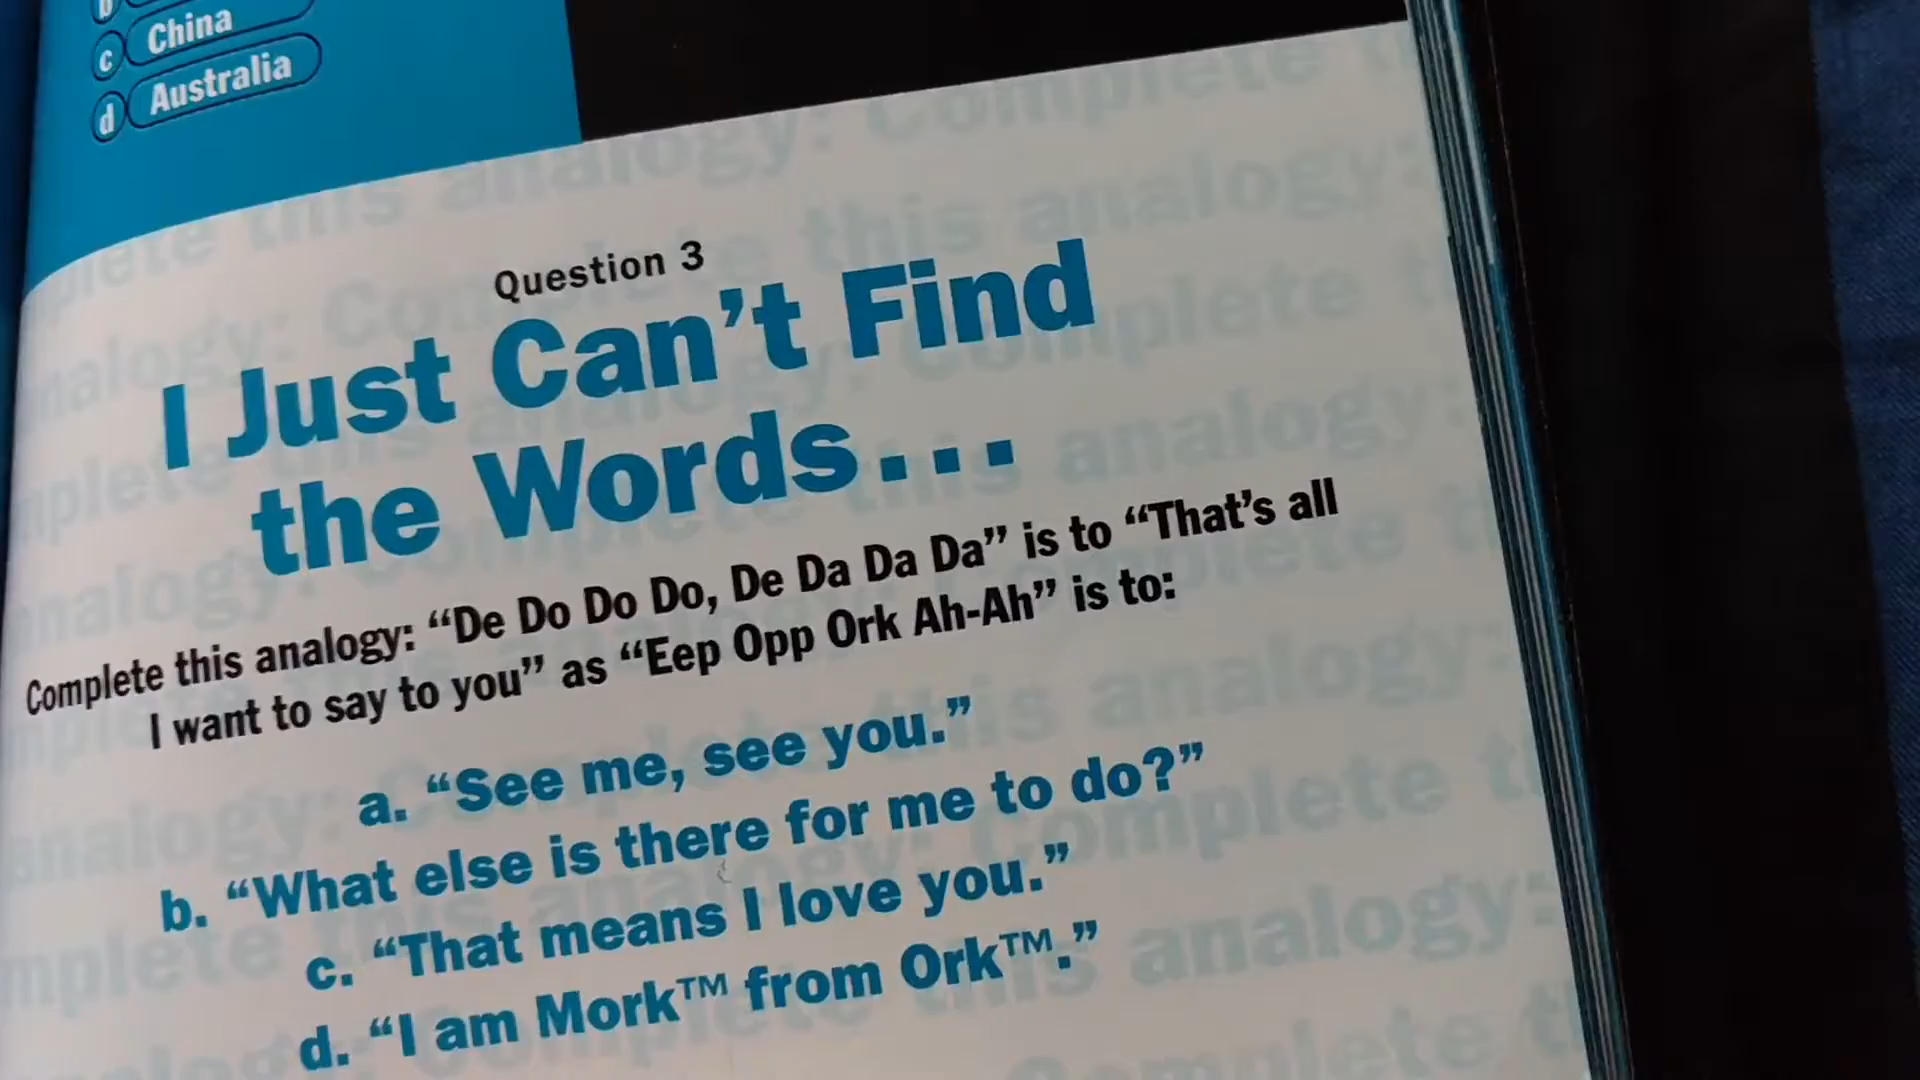 c China
d Australia
Question 3
I Just Can't Find
the Words...
Complete this analogy: “De Do Do Do, De Da Da Da” is to “That's all
I want to say to you” as “Eep Opp Ork Ah-Ah” is to:
a. “See me, see you.”
b. “What else is there for me to do?”
c. “That means I love you.”
d. “I am Mork™ from Ork™.”